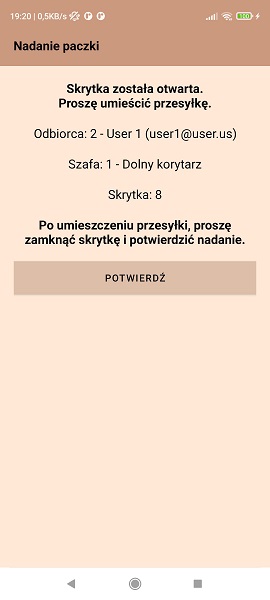 19:20 | 0,5KB/s
100
Nadanie paczki
Skrytka została otwarta.
Proszę umieścić przesyłkę.
Odbiorca: 2 - User 1 (user1@user.us)
Szafa: 1 - Dolny korytarz
Skrytka: 8
Po umieszczeniu przesyłki, proszę
zamknąć skrytkę i potwierdzić nadanie.
POTWIERDŹ